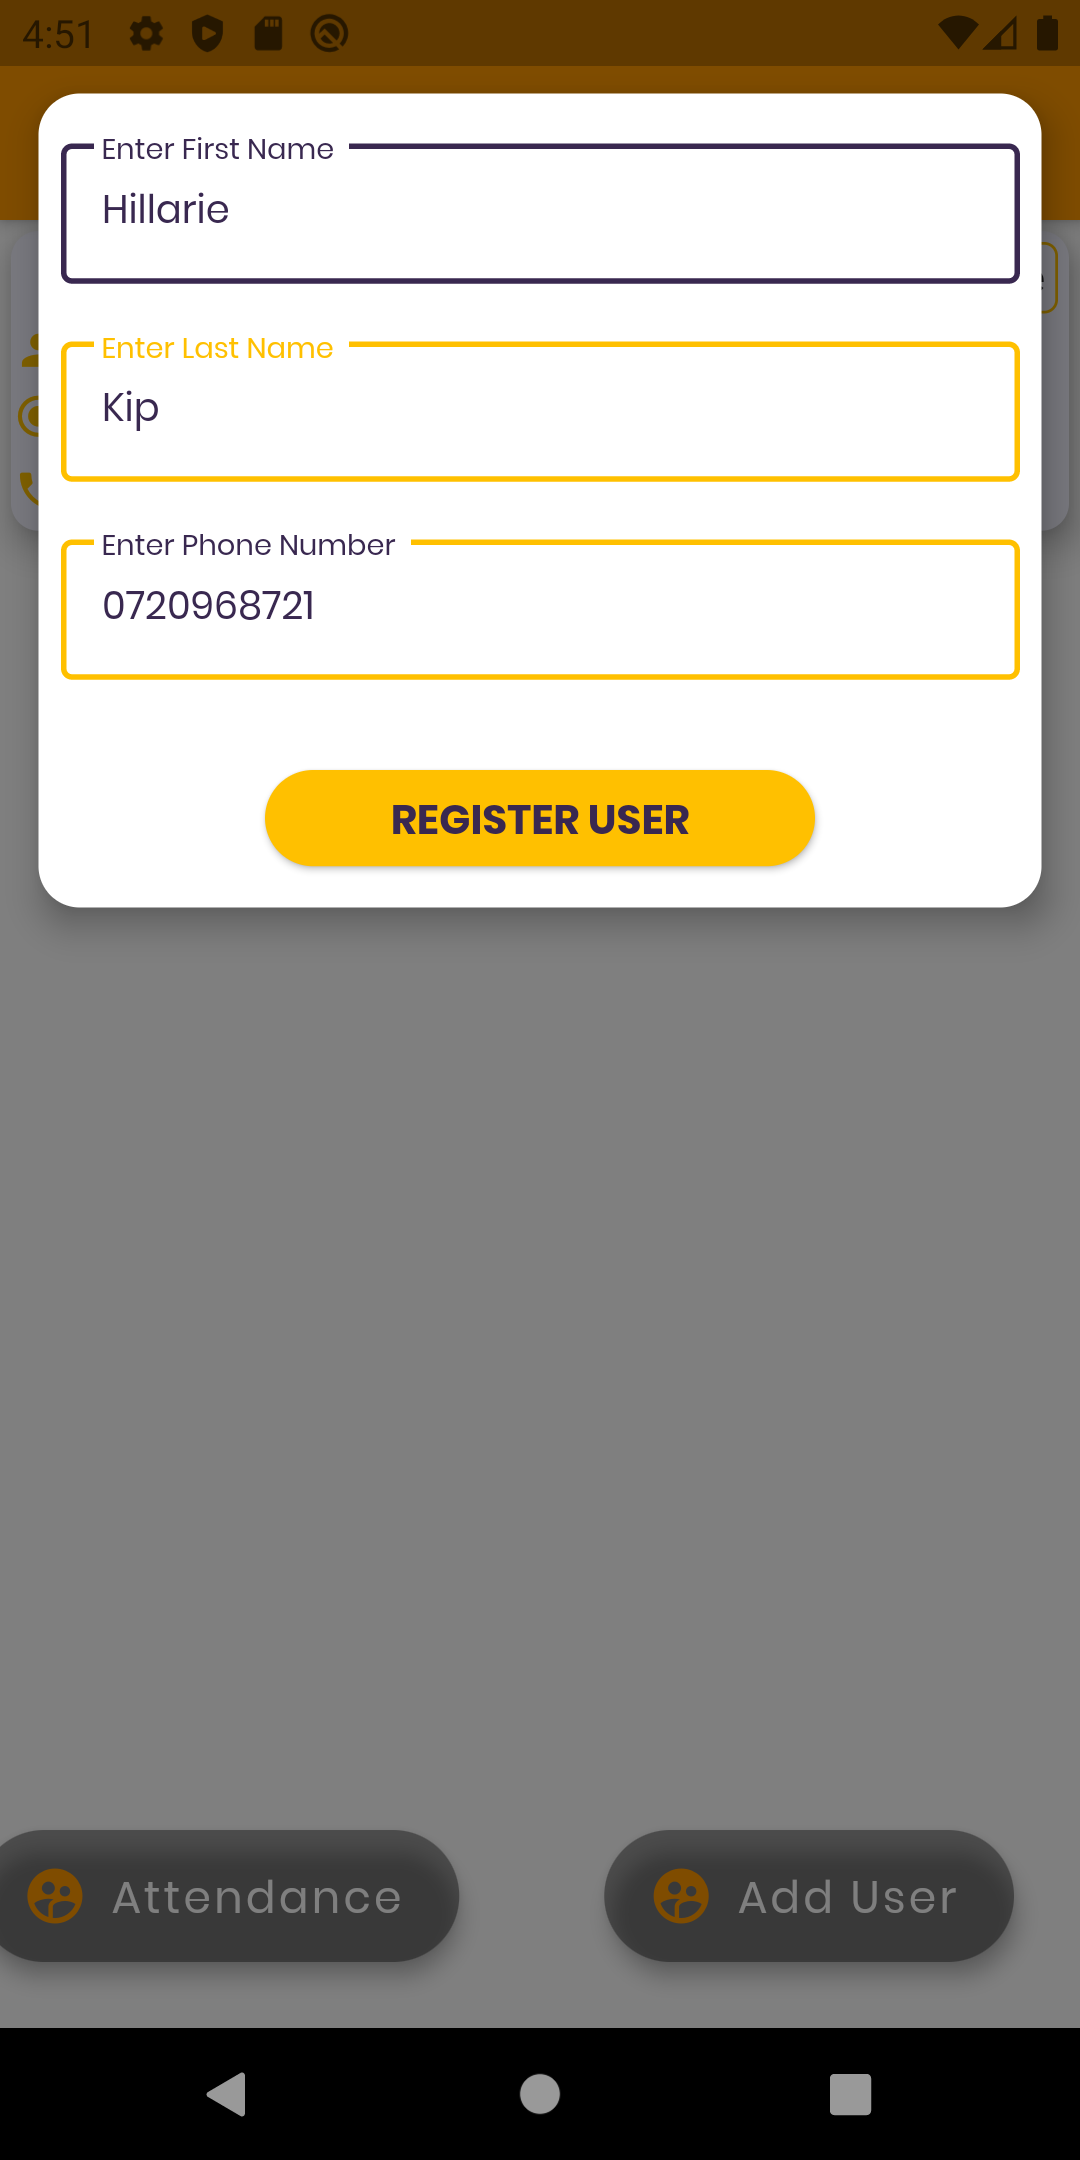 4:51
Enter First Name
Hillarie
Enter Last Name
Kip
Enter Phone Number
0720968721
REGISTER USER
Attendance
Add User